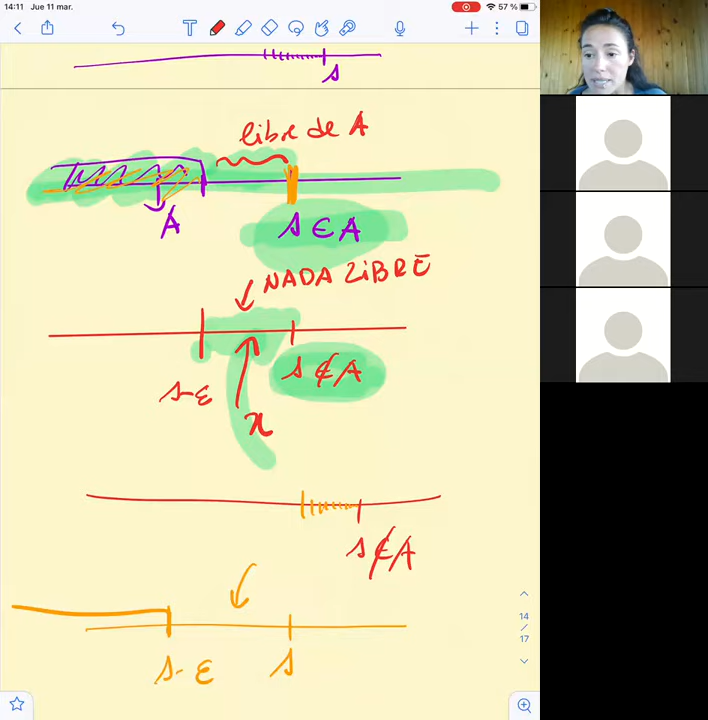 14:11 Jue 11 mar.
57 %
T
s
libre de A
A
s ∈ A
NADA LIBRE
s-ε
s ∉ A
x
s ∉ A
s-ε
s
14
/
17